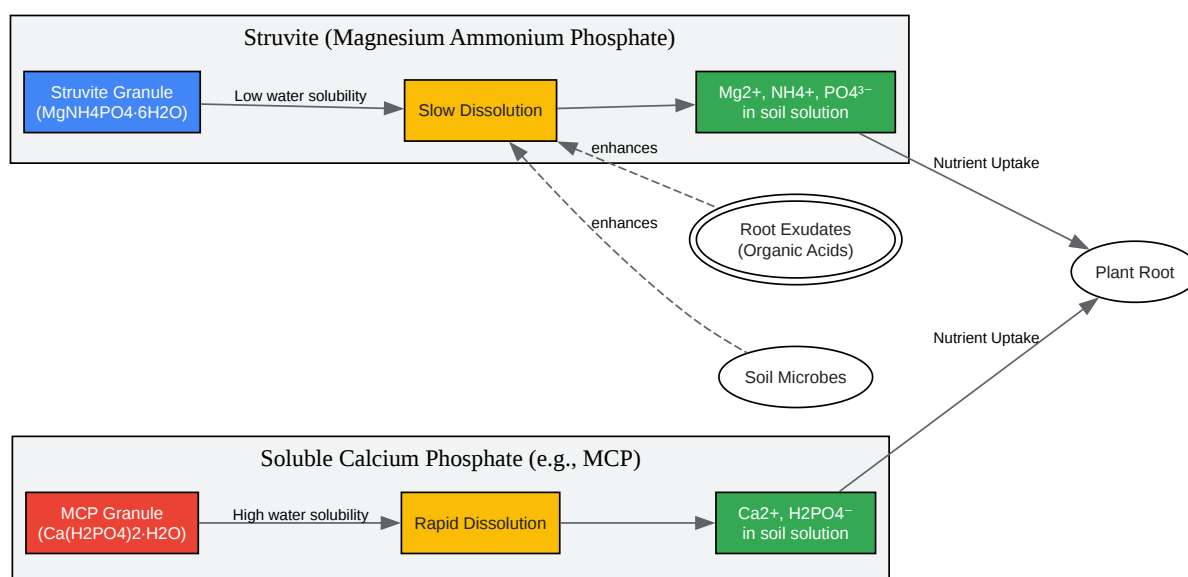 Struvite (Magnesium Ammonium Phosphate)
Struvite Granule
(MgNH4PO4·6H2O)
Low water solubility
Slow Dissolution
Mg2+, NH4+, PO4³⁻
in soil solution
enhances
Nutrient Uptake
enhances
Root Exudates
(Organic Acids)
Plant Root
Nutrient Uptake
Soil Microbes
Soluble Calcium Phosphate (e.g., MCP)
MCP Granule
(Ca(H2PO4)2·H2O)
High water solubility
Rapid Dissolution
Ca2+, H2PO4⁻
in soil solution